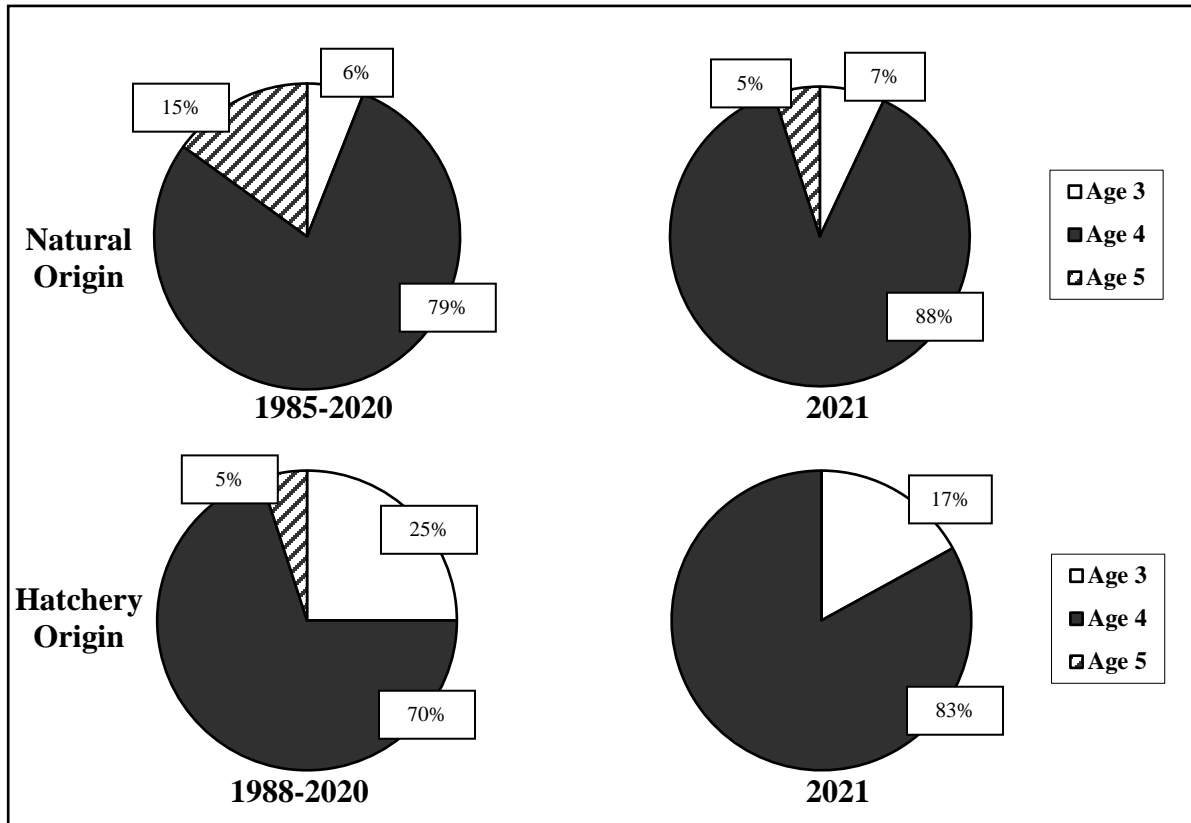 6%
15%
79%
Natural
Origin
1985-2020
5%
7%
88%
2021
Age 3
Age 4
Age 5
5%
25%
70%
Hatchery
Origin
1988-2020
17%
83%
2021
Age 3
Age 4
Age 5